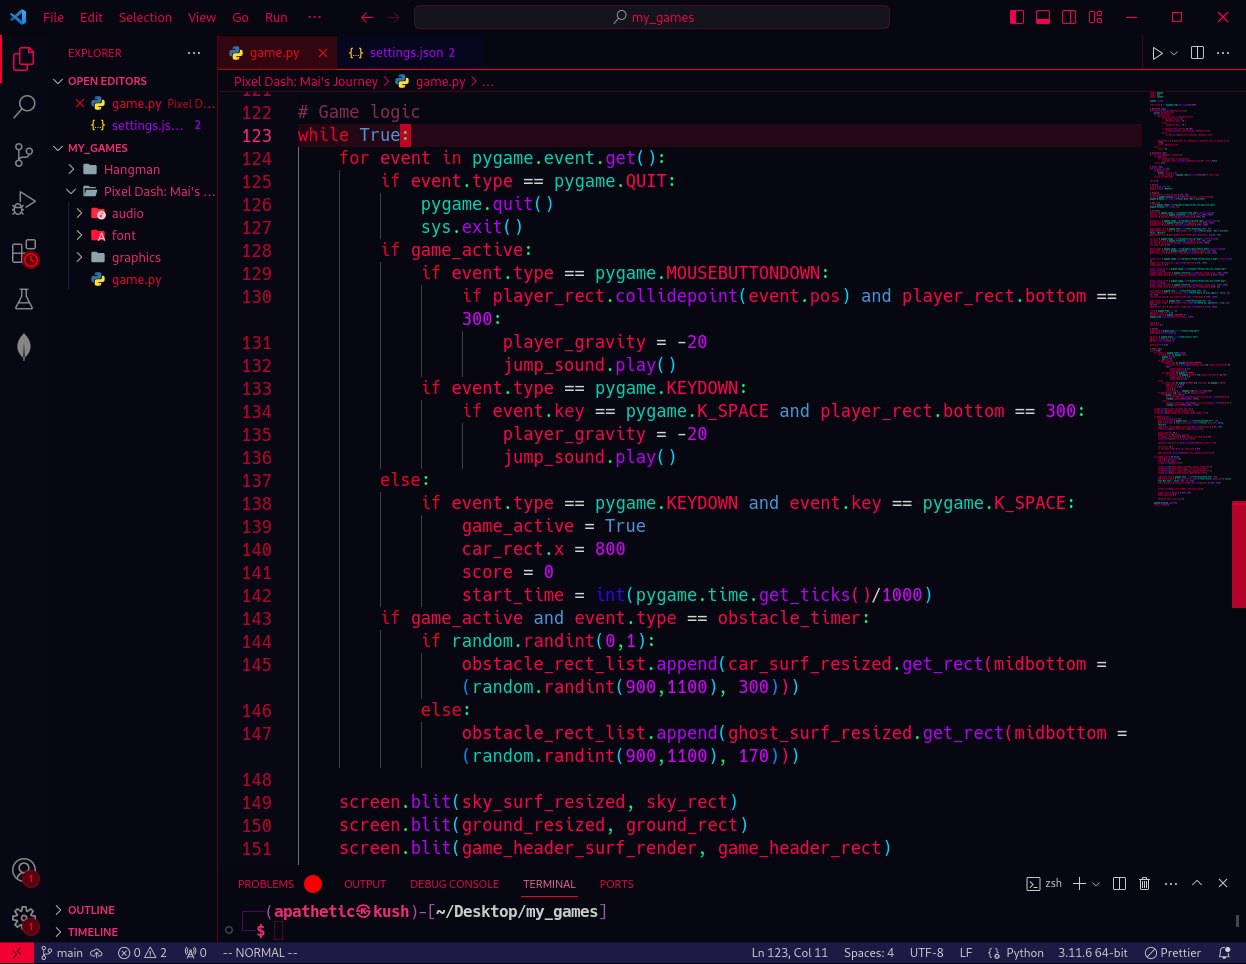 File Edit Selection View Go Run ··· my_games
EXPLORER ···
OPEN EDITORS
game.py Pixel D...
settings.js... 2
MY_GAMES
Hangman
Pixel Dash: Mai's ...
audio
font
graphics
game.py
OUTLINE
TIMELINE
1
1
game.py settings.json 2
Pixel Dash: Mai's Journey > game.py > ...
121
122 # Game logic
123 while True:
124 for event in pygame.event.get():
125 if event.type == pygame.QUIT:
126 pygame.quit()
127 sys.exit()
128 if game_active:
129 if event.type == pygame.MOUSEBUTTONDOWN:
130 if player_rect.collidepoint(event.pos) and player_rect.bottom ==
300:
131 player_gravity = -20
132 jump_sound.play()
133 if event.type == pygame.KEYDOWN:
134 if event.key == pygame.K_SPACE and player_rect.bottom == 300:
135 player_gravity = -20
136 jump_sound.play()
137 else:
138 if event.type == pygame.KEYDOWN and event.key == pygame.K_SPACE:
139 game_active = True
140 car_rect.x = 800
141 score = 0
142 start_time = int(pygame.time.get_ticks()/1000)
143 if game_active and event.type == obstacle_timer:
144 if random.randint(0,1):
145 obstacle_rect_list.append(car_surf_resized.get_rect(midbottom =
(random.randint(900,1100), 300)))
146 else:
147 obstacle_rect_list.append(ghost_surf_resized.get_rect(midbottom =
(random.randint(900,1100), 170)))
148
149 screen.blit(sky_surf_resized, sky_rect)
150 screen.blit(ground_resized, ground_rect)
151 screen.blit(game_header_surf_render, game_header_rect)
PROBLEMS OUTPUT DEBUG CONSOLE TERMINAL PORTS zsh
(apathetic㉿kush)-[~/Desktop/my_games]
$
main 0 2 0 -- NORMAL -- Ln 123, Col 11 Spaces: 4 UTF-8 LF Python 3.11.6 64-bit Prettier